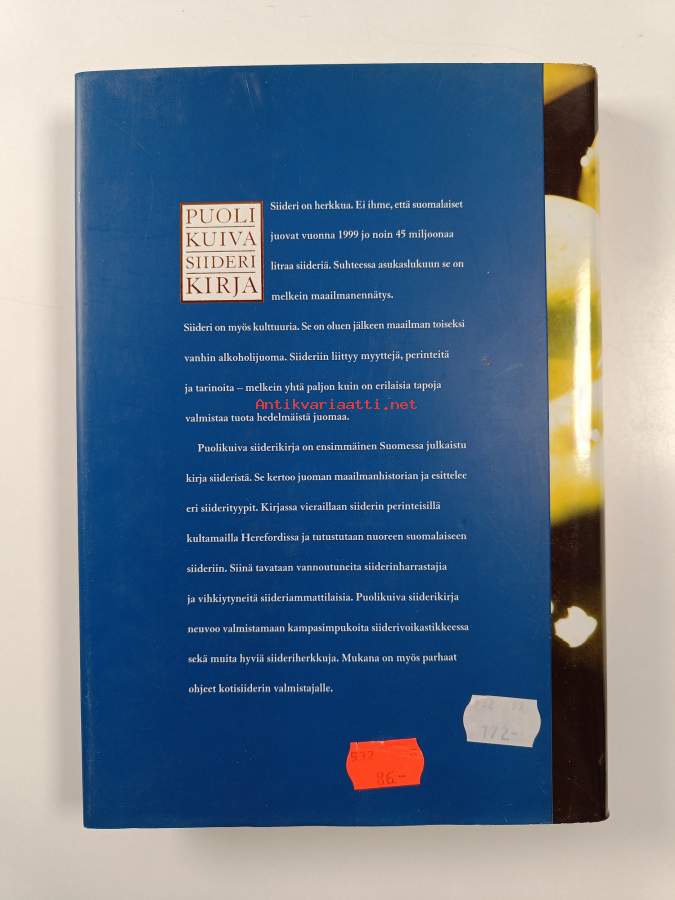 PUOLI
KUIVA
SIIDERI
KIRJA
Siideri on herkkua. Ei ihme, että suomalaiset
juovat vuonna 1999 jo noin 45 miljoonaa
litraa siideriä. Suhteessa asukaslukuun se on
melkein maailmanennätys.
Siideri on myös kulttuuria. Se on oluen jälkeen maailman toiseksi
vanhin alkoholijuoma. Siideriin liittyy myyttejä, perinteitä
ja tarinoita – melkein yhtä paljon kuin on erilaisia tapoja
Antikvariaatti.net
valmistaa tuota hedelmäistä juomaa.
Puolikuiva siiderikirja on ensimmäinen Suomessa julkaistu
kirja siideristä. Se kertoo juoman maailmanhistorian ja esittelee
eri siiderityypit. Kirjassa vieraillaan siiderin perinteisillä
kultamailla Herefordissa ja tutustutaan nuoreen suomalaiseen
siideriin. Siinä tavataan vannoutuneita siiderinharrastajia
ja vihkiytyneitä siideriammattilaisia. Puolikuiva siiderikirja
neuvoo valmistamaan kampasimpukoita siiderivoikastikkeessa
sekä muita hyviä siideriherkkuja. Mukana on myös parhaat
ohjeet kotisiiderin valmistajalle.
172-
572
86-